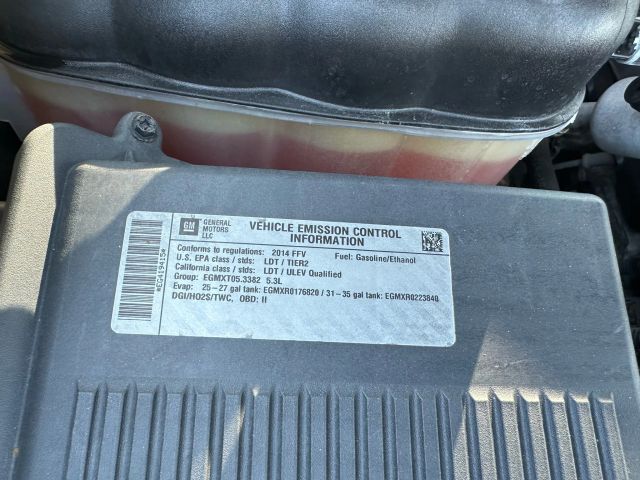 GM
GENERAL
MOTORS
LLC
VEHICLE EMISSION CONTROL
INFORMATION
Conforms to regulations: 2014 FFV Fuel: Gasoline/Ethanol
U.S. EPA class / stds: LDT / TIER2
California class / stds: LDT / ULEV Qualified
Group: EGMXT05.3382 5.3L
Evap: 25-27 gal tank: EGMXR0176820 / 31-35 gal tank: EGMXR0223840
DGI/HO2S/TWC, OBD: II
*EG419415*